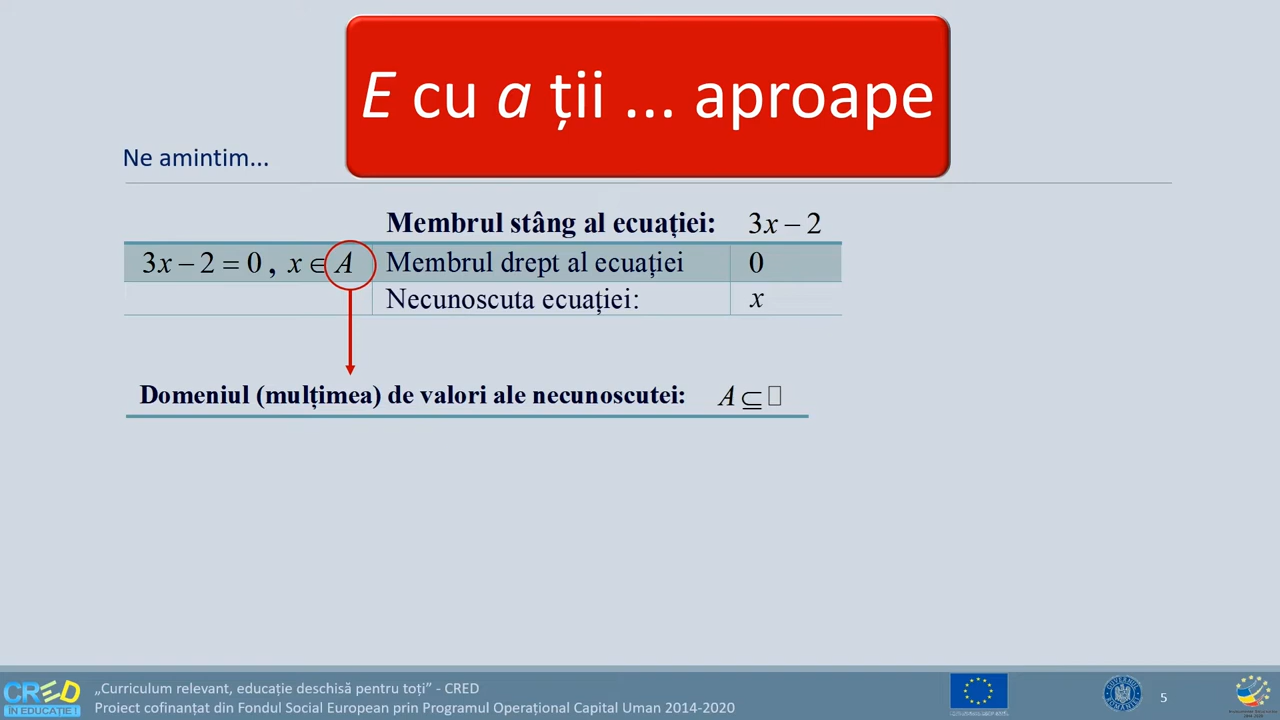 E cu a ții ... aproape
Ne amintim...
Membrul stâng al ecuației: 3x − 2
3x − 2 = 0 , x ∈ A Membrul drept al ecuației 0
Necunoscuta ecuației: x
Domeniul (mulțimea) de valori ale necunoscutei: A ⊆ □
CRED
ÎN EDUCAȚIE !
„Curriculum relevant, educație deschisă pentru toți” - CRED
Proiect cofinanțat din Fondul Social European prin Programul Operațional Capital Uman 2014-2020
5